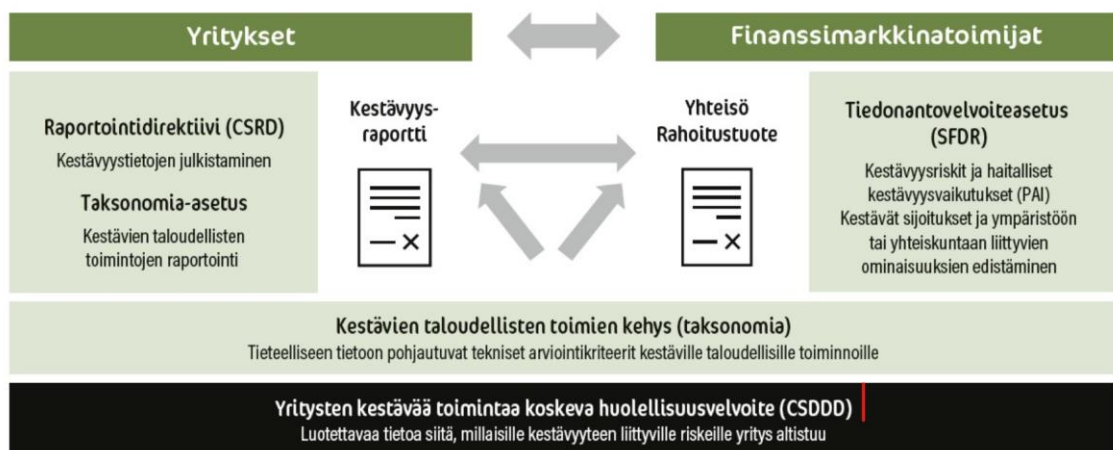 Yritykset
Finanssimarkkinatoimijat
Raportointidirektiivi (CSRD)
Kestävyystietojen julkistaminen
Taksonomia-asetus
Kestävien taloudellisten
toimintojen raportointi
Kestävyys-
raportti
Yhteisö
Rahoitustuote
Tiedonantovelvoiteasetus
(SFDR)
Kestävyysriskit ja haitalliset
kestävyysvaikutukset (PAI)
Kestävät sijoitukset ja ympäristöön
tai yhteiskuntaan liittyvien
ominaisuuksien edistäminen
Kestävien taloudellisten toimien kehys (taksonomia)
Tieteelliseen tietoon pohjautuvat tekniset arviointikriteerit kestäville taloudellisille toiminnoille
Yritysten kestävää toimintaa koskeva huolellisuusvelvoite (CSDDD)
Luotettavaa tietoa siitä, millaisille kestävyyteen liittyville riskeille yritys altistuu